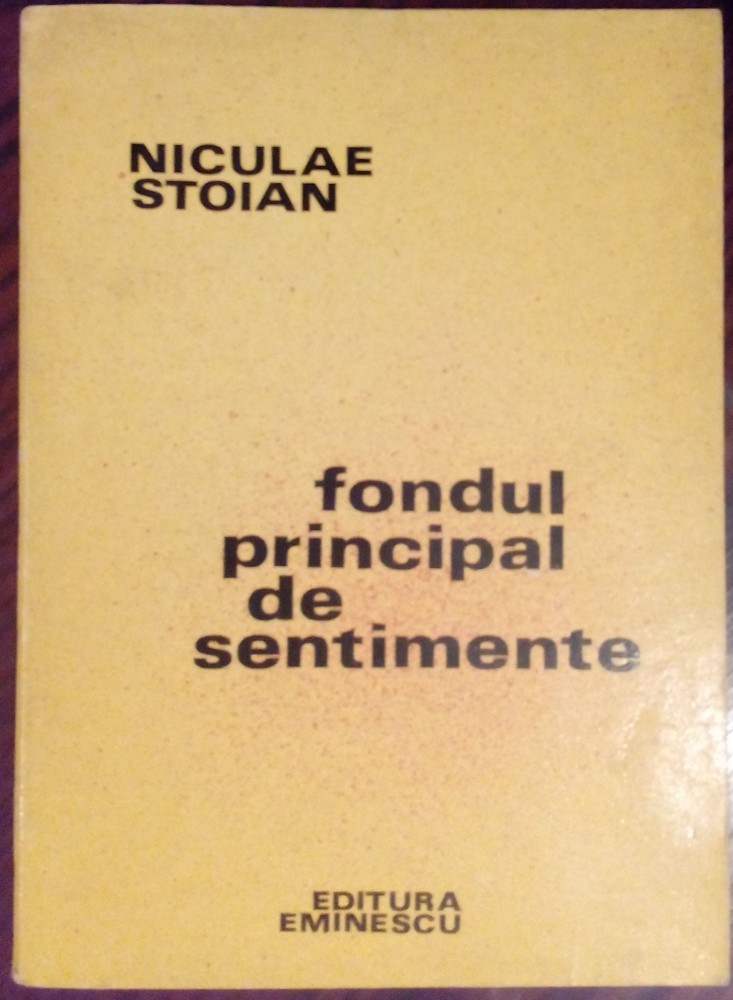 NICULAE
STOIAN
fondul
principal
de
sentimente
EDITURA
EMINESCU